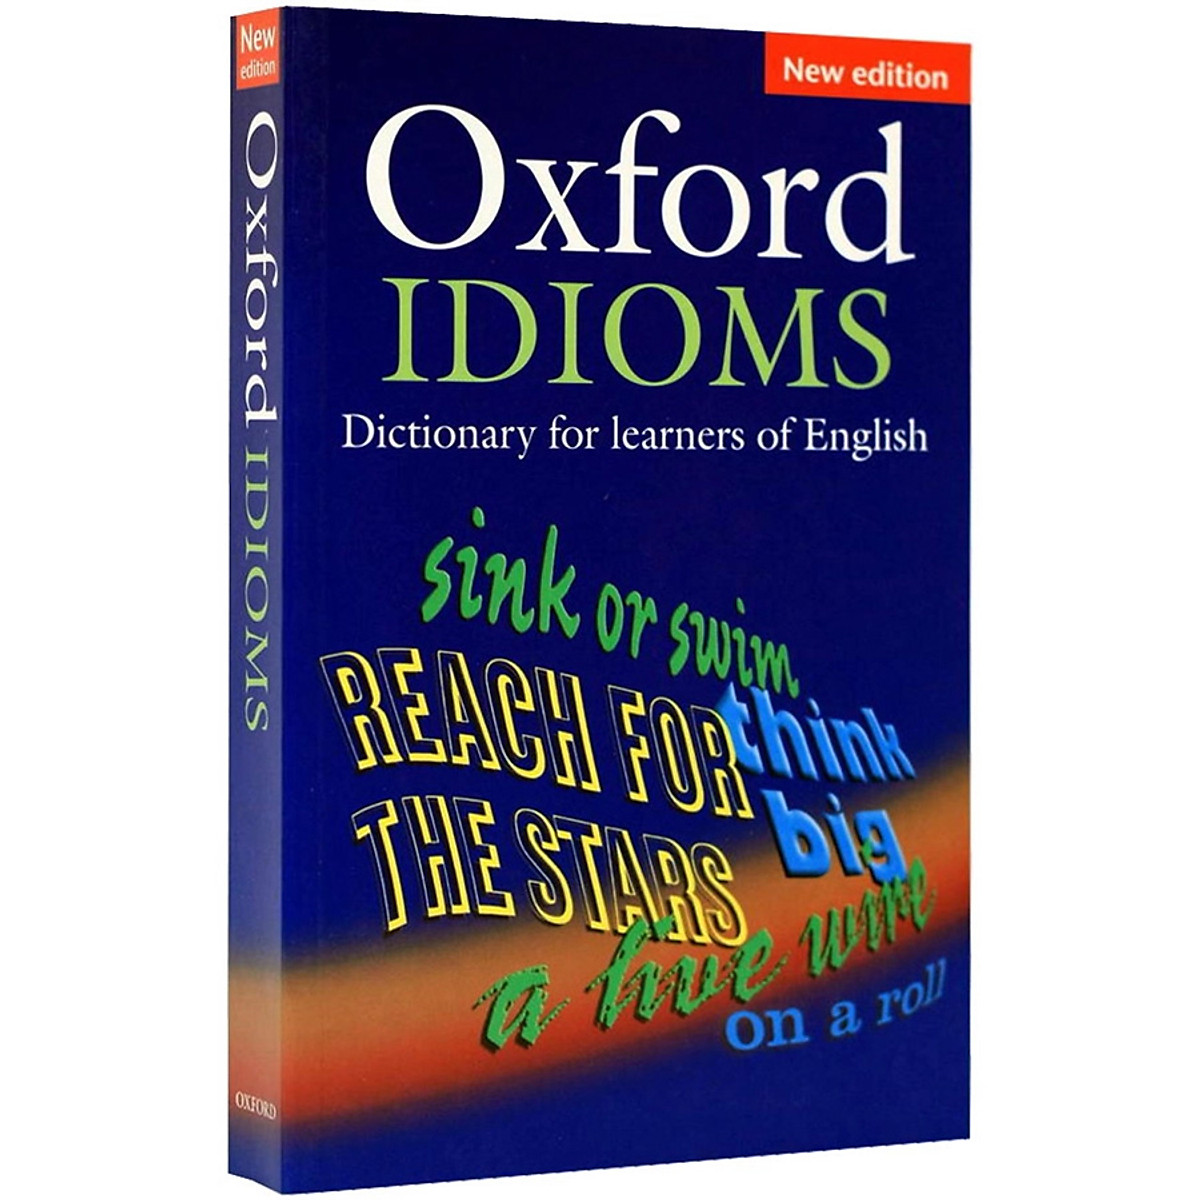 New
edition
Oxford IDIOMS
OXFORD
New edition
Oxford
IDIOMS
Dictionary for learners of English
sink or swim
REACH FOR
THE STARS
think
big
a live wire
on a roll